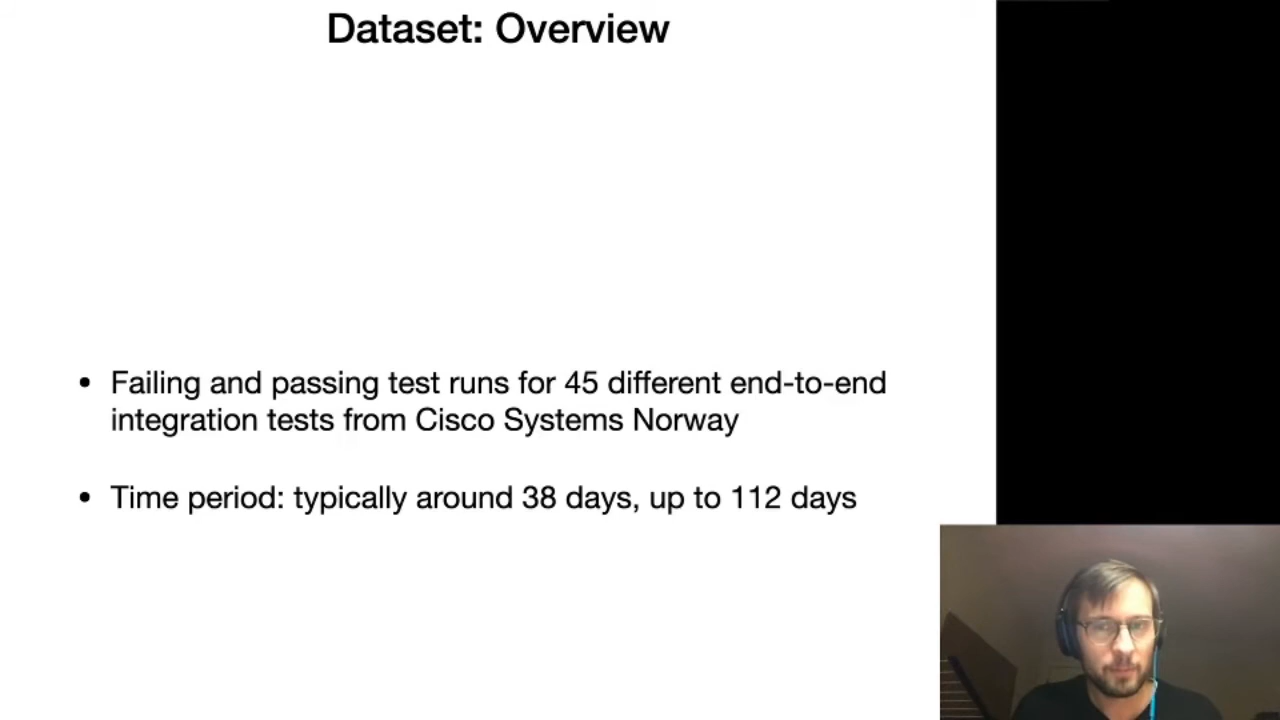 Dataset: Overview
• Failing and passing test runs for 45 different end-to-end
integration tests from Cisco Systems Norway
• Time period: typically around 38 days, up to 112 days